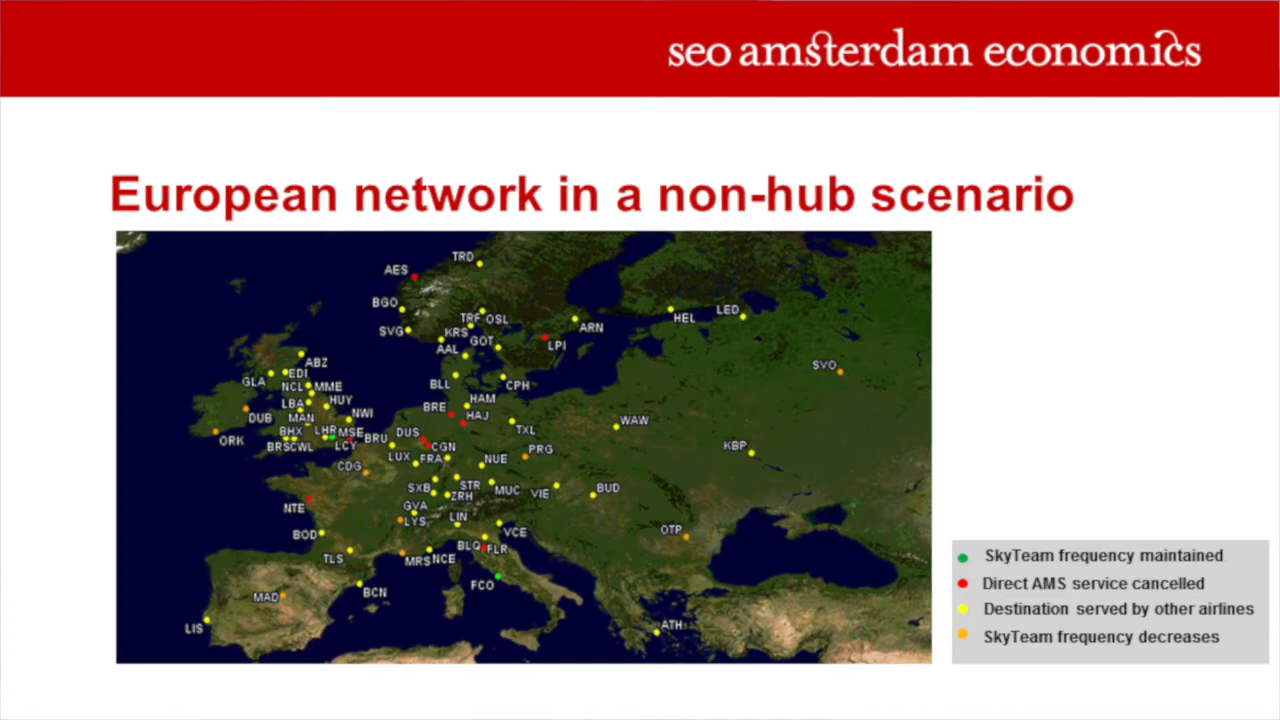 seo amsterdam economics
European network in a non-hub scenario
TRD
AES
BGO
LED
TRF OSL
HEL
ARN
SVG
KRS
GOT
AAL
LPI
ABZ
SVO
EDI
GLA
BLL
CPH
NCL MME
HAM
LBA
HUY
BRE
NWI
HAJ
DUB
MAN
WAW
BHX
LHR MSE
DUS
TXL
ORK
BRU
BRS CWL
LCY
CGN
KBP
PRG
LUX
FRA
NUE
CDG
SXB
STR
MUC
VIE
BUD
ZRH
GVA
NTE
LYS
LIN
OTP
BOD
VCE
BLQ FLR
TLS
MRS NCE
FCO
BCN
MAD
LIS
ATH
SkyTeam frequency maintained
Direct AMS service cancelled
Destination served by other airlines
SkyTeam frequency decreases